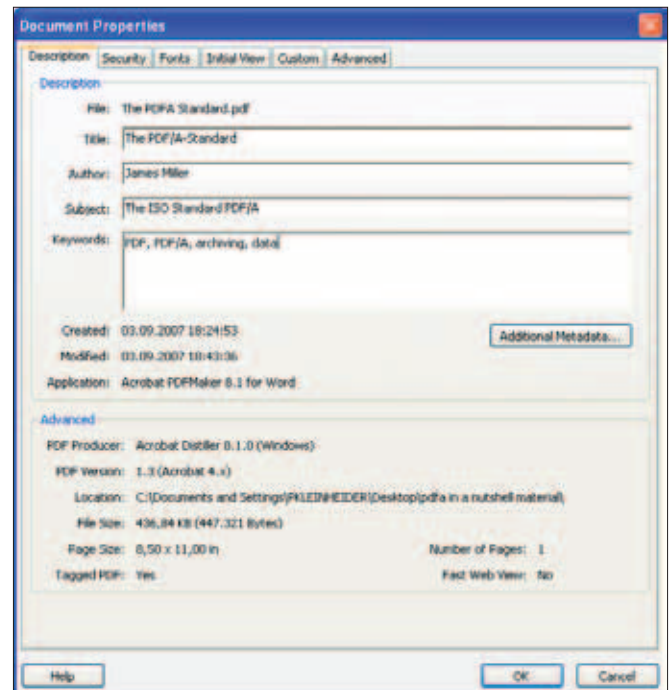 Document Properties
Description Security Fonts Initial View Custom Advanced
Description
File: The PDFA Standard.pdf
Title: The PDF/A-Standard
Author: James Miller
Subject: The ISO Standard PDF/A
Keywords: PDF, PDF/A, archiving, data
Created: 03.09.2007 18:24:53
Modified: 03.09.2007 18:43:36
Additional Metadata...
Application: Acrobat PDFMaker 8.1 for Word
Advanced
PDF Producer: Acrobat Distiller 8.1.0 (Windows)
PDF Version: 1.3 (Acrobat 4.x)
Location: C:\Documents and Settings\PKLEINHEIDER\Desktop\pdfa in a nutshell material\
File Size: 436,84 KB (447.321 Bytes)
Page Size: 8,50 x 11,00 in Number of Pages: 1
Tagged PDF: Yes Fast Web View: No
Help OK Cancel